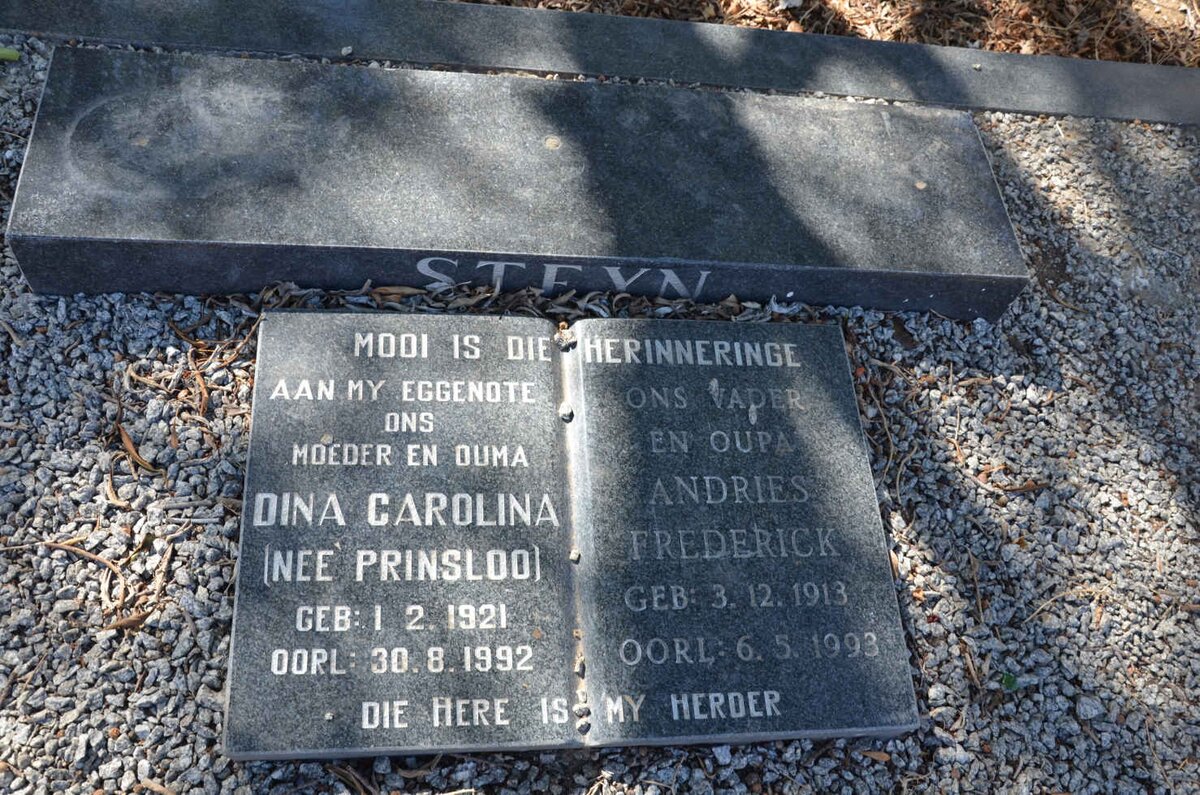 STEYN
MOOI IS DIE HERINNERINGE
AAN MY EGGENOTE
ONS
MOEDER EN OUMA
DINA CAROLINA
(NEÉ PRINSLOO)
GEB: 1 2. 1921
OORL: 30.8.1992
ONS VADER
EN OUPA
ANDRIES
FREDERICK
GEB: 3.12.1913
OORL: 6.5.1993
DIE HERE IS MY HERDER